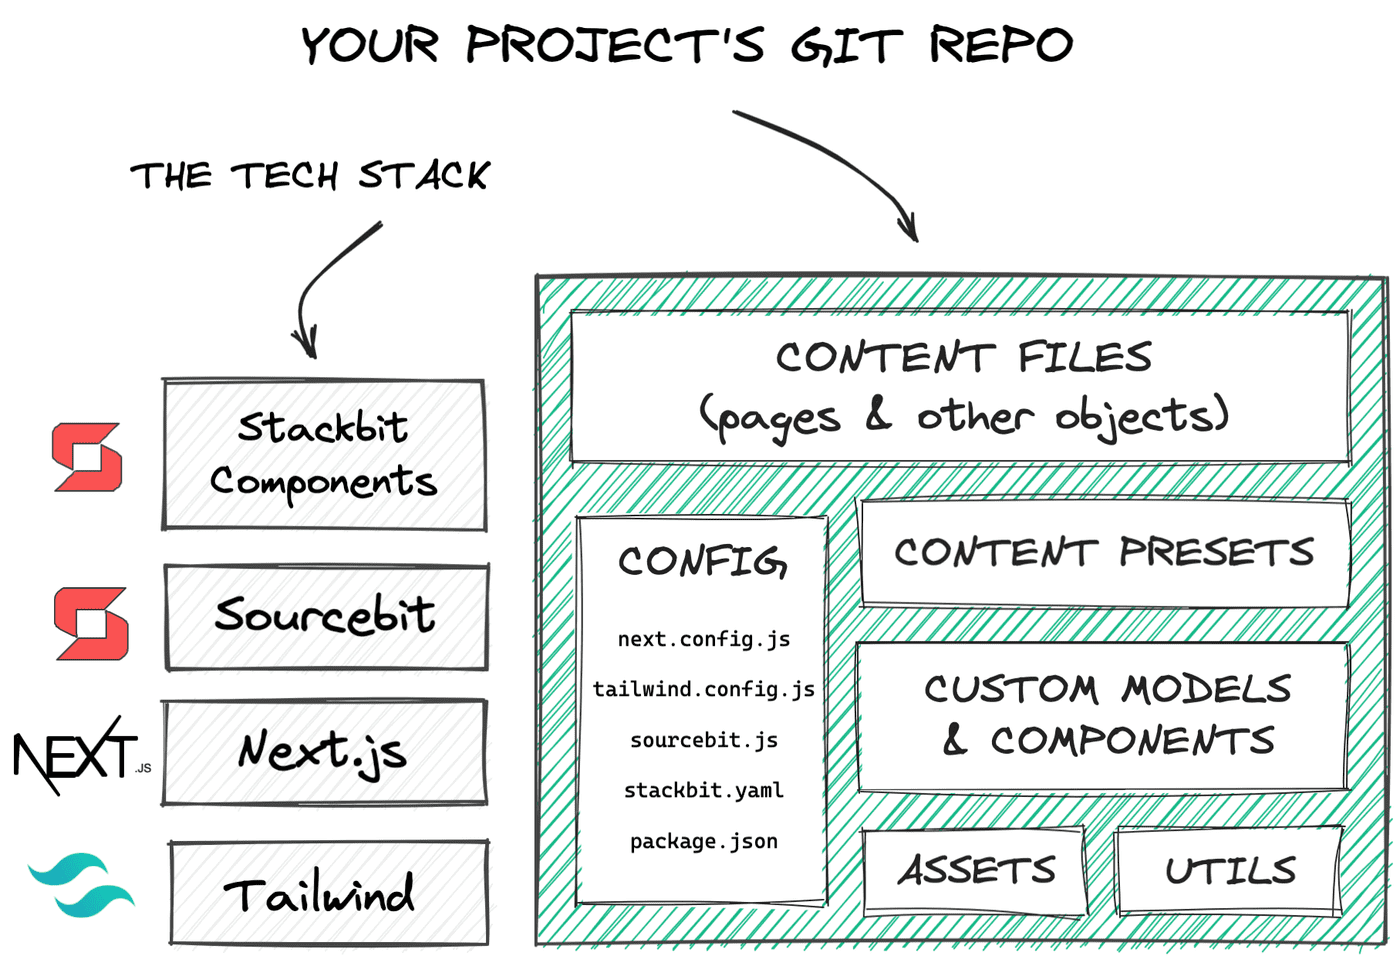 YOUR PROJECT'S GIT REPO
THE TECH STACK
Stackbit
Components
Sourcebit
NEXT.JS
Next.js
Tailwind
CONTENT FILES
(pages & other objects)
CONFIG
next.config.js
tailwind.config.js
sourcebit.js
stackbit.yaml
package.json
CONTENT PRESETS
CUSTOM MODELS
& COMPONENTS
ASSETS
UTILS